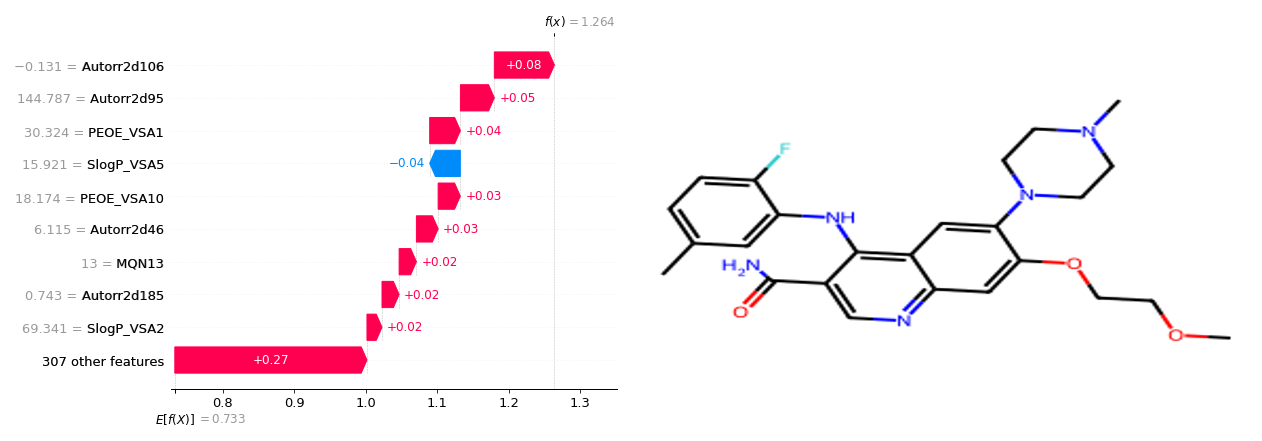 f(x) = 1.264
−0.131 = Autorr2d106
+0.08
144.787 = Autorr2d95
+0.05
30.324 = PEOE_VSA1
+0.04
15.921 = SlogP_VSA5
−0.04
18.174 = PEOE_VSA10
+0.03
6.115 = Autorr2d46
+0.03
13 = MQN13
+0.02
0.743 = Autorr2d185
+0.02
69.341 = SlogP_VSA2
+0.02
307 other features
+0.27
0.8 0.9 1.0 1.1 1.2 1.3
E[f(X)] = 0.733
F
N
N
NH
H2N
O
O
N
O